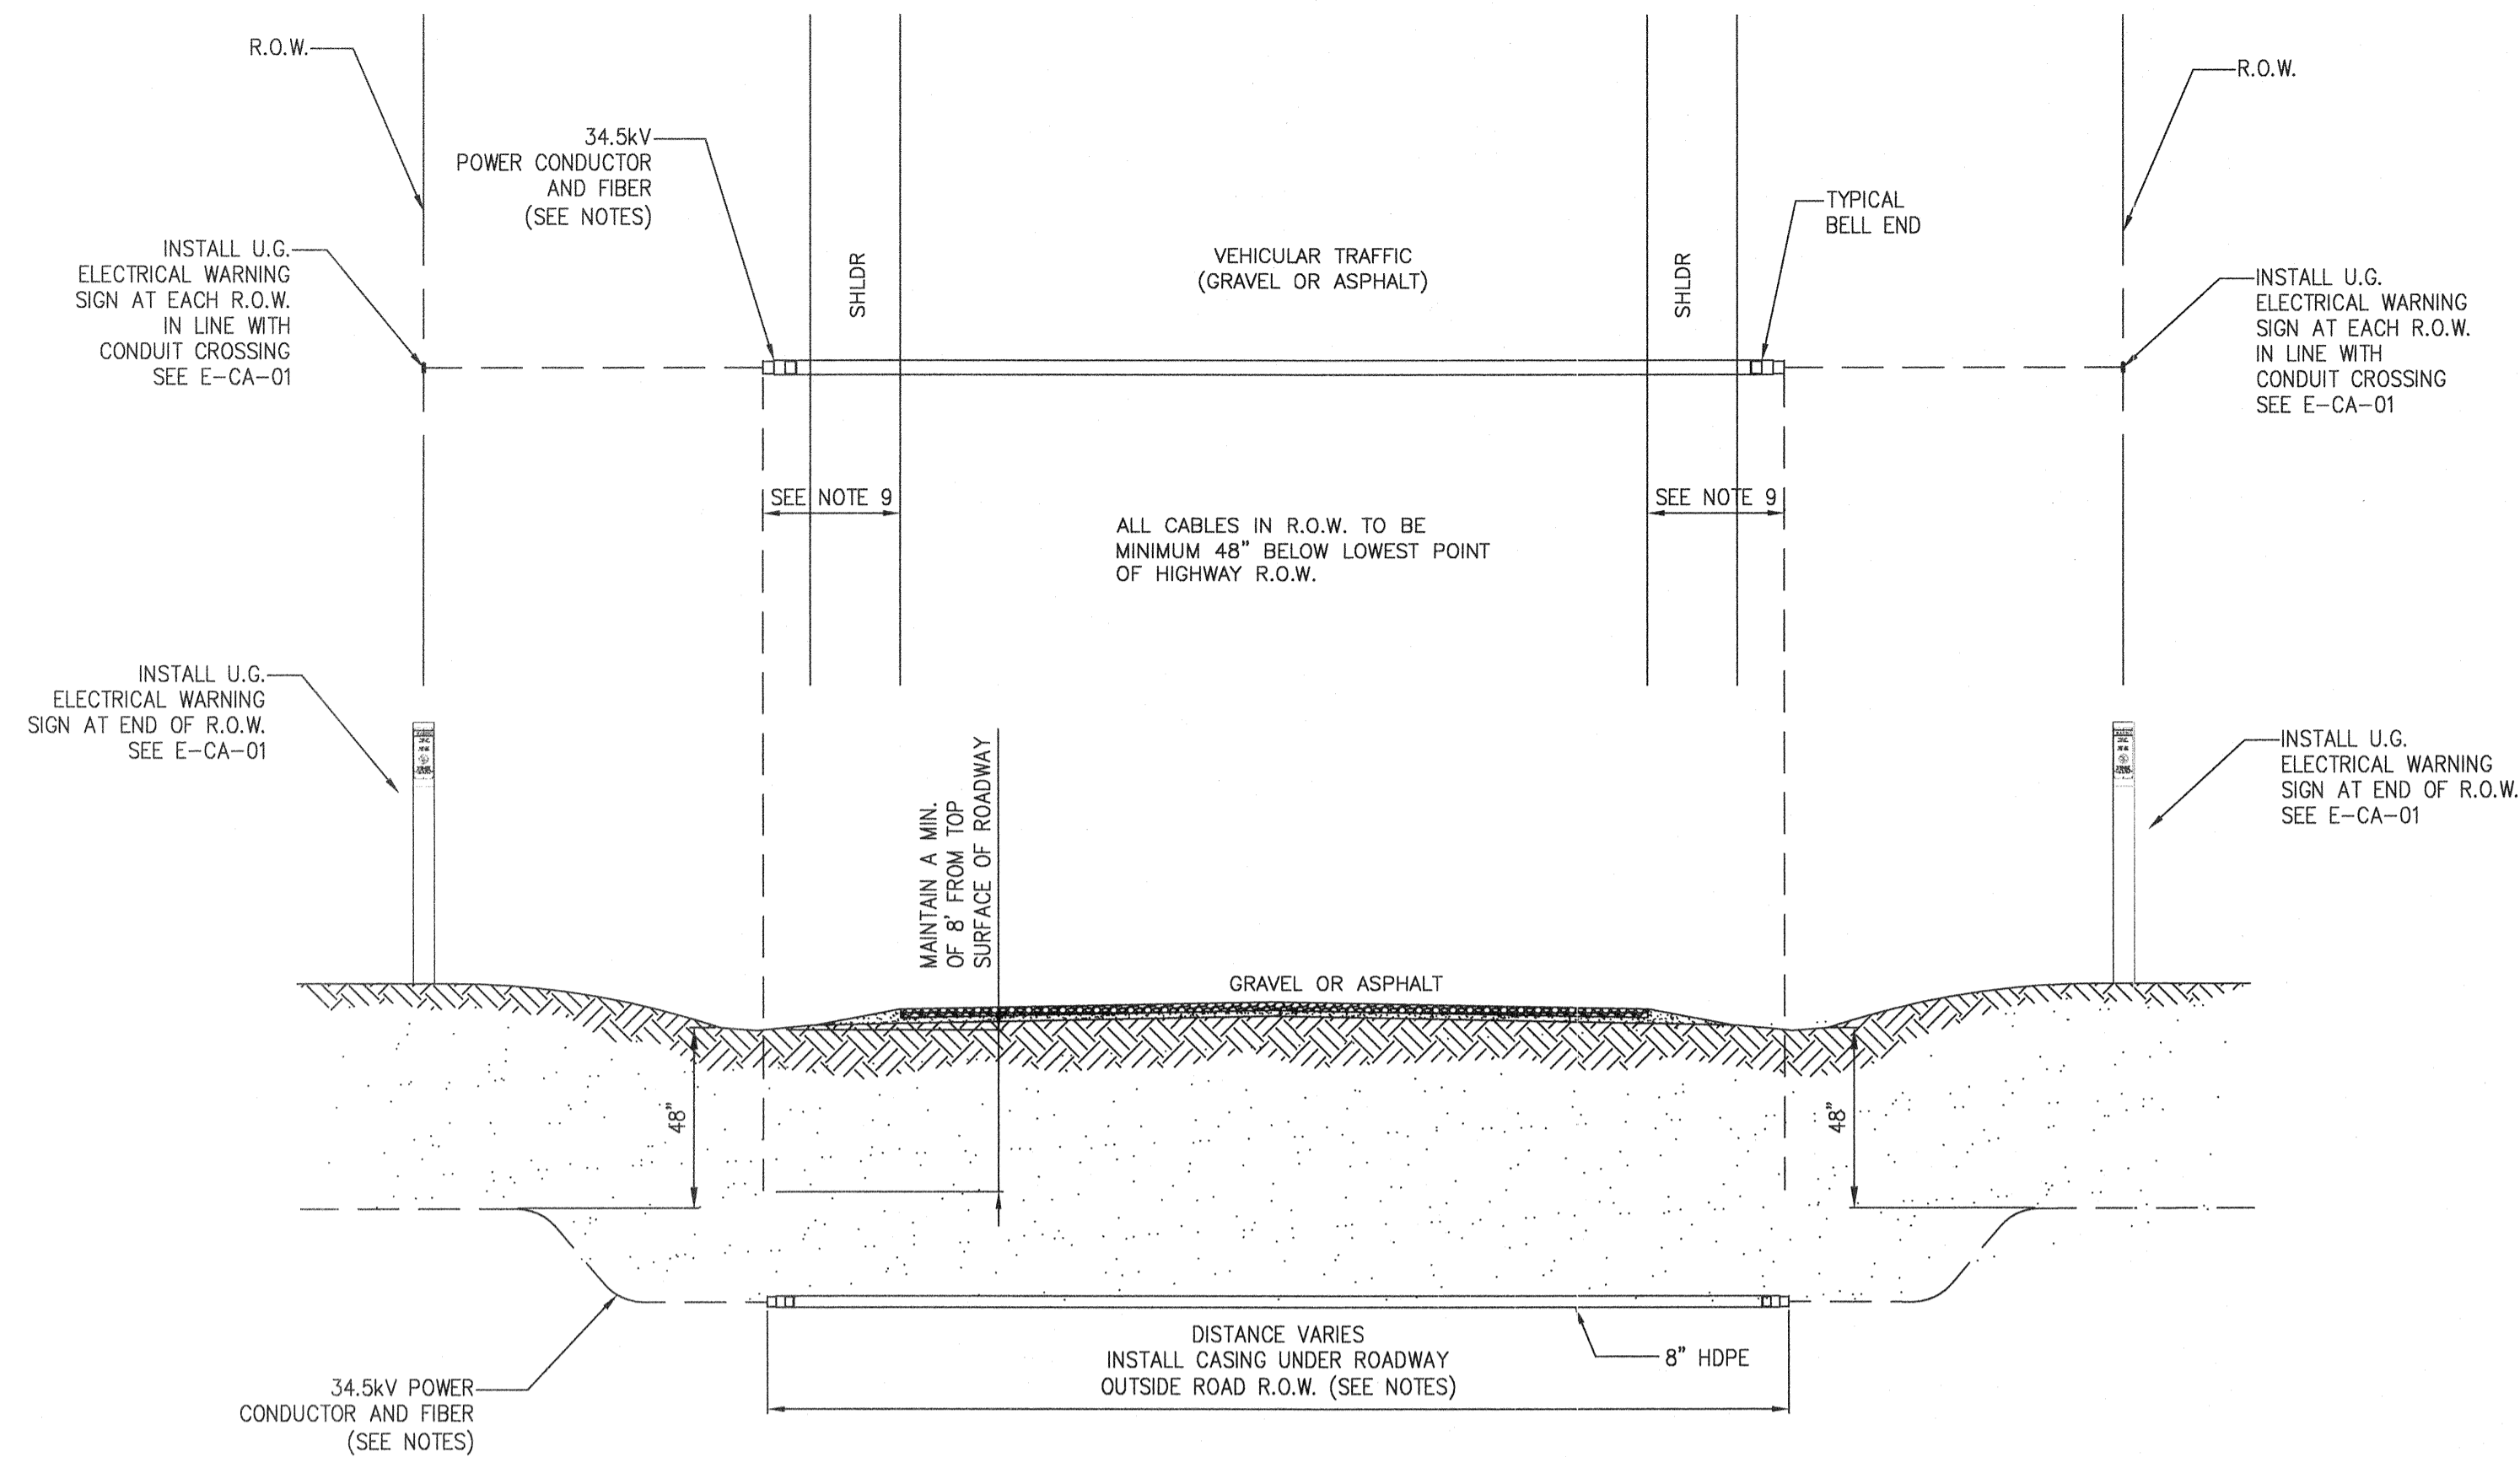 R.O.W.
R.O.W.
34.5kV
POWER CONDUCTOR
AND FIBER
(SEE NOTES)
TYPICAL
BELL END
INSTALL U.G.
ELECTRICAL WARNING
SIGN AT EACH R.O.W.
IN LINE WITH
CONDUIT CROSSING
SEE E-CA-01
SHLDR
VEHICULAR TRAFFIC
(GRAVEL OR ASPHALT)
SHLDR
INSTALL U.G.
ELECTRICAL WARNING
SIGN AT EACH R.O.W.
IN LINE WITH
CONDUIT CROSSING
SEE E-CA-01
SEE NOTE 9
SEE NOTE 9
ALL CABLES IN R.O.W. TO BE
MINIMUM 48" BELOW LOWEST POINT
OF HIGHWAY R.O.W.
INSTALL U.G.
ELECTRICAL WARNING
SIGN AT END OF R.O.W.
SEE E-CA-01
INSTALL U.G.
ELECTRICAL WARNING
SIGN AT END OF R.O.W.
SEE E-CA-01
MAINTAIN A MIN.
OF 8' FROM TOP
SURFACE OF ROADWAY
GRAVEL OR ASPHALT
48"
48"
DISTANCE VARIES
INSTALL CASING UNDER ROADWAY
OUTSIDE ROAD R.O.W. (SEE NOTES)
8" HDPE
34.5kV POWER
CONDUCTOR AND FIBER
(SEE NOTES)